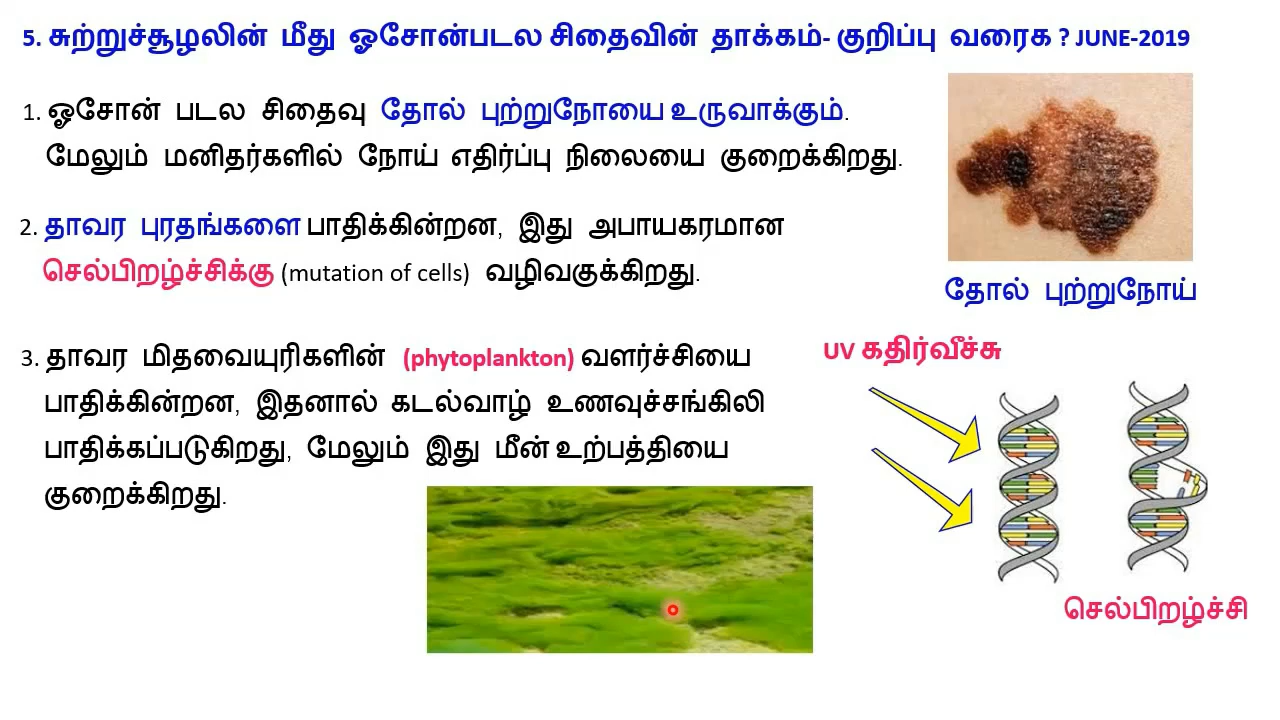 5. சுற்றுச்சூழலின் மீது ஓசோன்படல சிதைவின் தாக்கம்- குறிப்பு வரைக ? JUNE-2019
1. ஓசோன் படல சிதைவு தோல் புற்றுநோயை உருவாக்கும்.
மேலும் மனிதர்களில் நோய் எதிர்ப்பு நிலையை குறைக்கிறது.
2. தாவர புரதங்களை பாதிக்கின்றன, இது அபாயகரமான
செல்பிறழ்ச்சிக்கு (mutation of cells) வழிவகுக்கிறது.
தோல் புற்றுநோய்
3. தாவர மிதவையுரிகளின் (phytoplankton) வளர்ச்சியை
பாதிக்கின்றன, இதனால் கடல்வாழ் உணவுச்சங்கிலி
பாதிக்கப்படுகிறது, மேலும் இது மீன் உற்பத்தியை
குறைக்கிறது.
UV கதிர்வீச்சு
செல்பிறழ்ச்சி